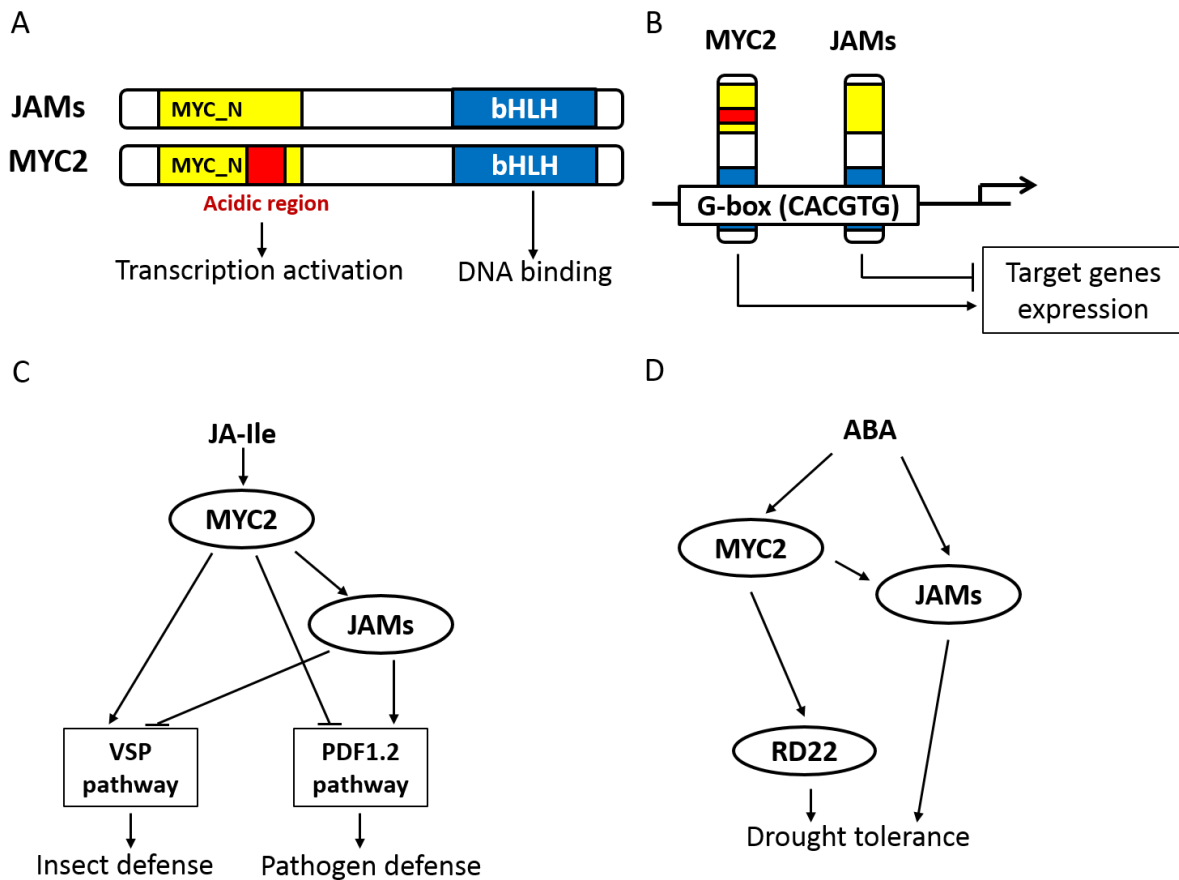 A
JAMs
MYC_N
bHLH
MYC2
MYC_N
bHLH
Acidic region
Transcription activation
DNA binding
B
MYC2
JAMs
G-box (CACGTG)
Target genes
expression
C
JA-Ile
MYC2
JAMs
VSP
pathway
PDF1.2
pathway
Insect defense
Pathogen defense
D
ABA
MYC2
JAMs
RD22
Drought tolerance